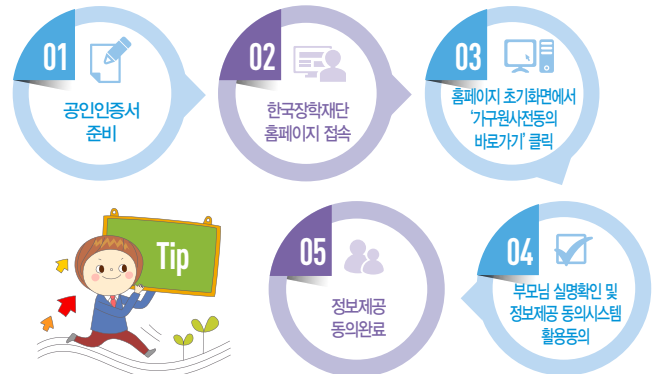 01
공인인증서
준비
02
한국장학재단
홈페이지 접속
03
홈페이지 초기화면에서
'가구원사전동의
바로가기' 클릭
04
부모님 실명확인 및
정보제공 동의시스템
활용동의
05
정보제공
동의완료
Tip